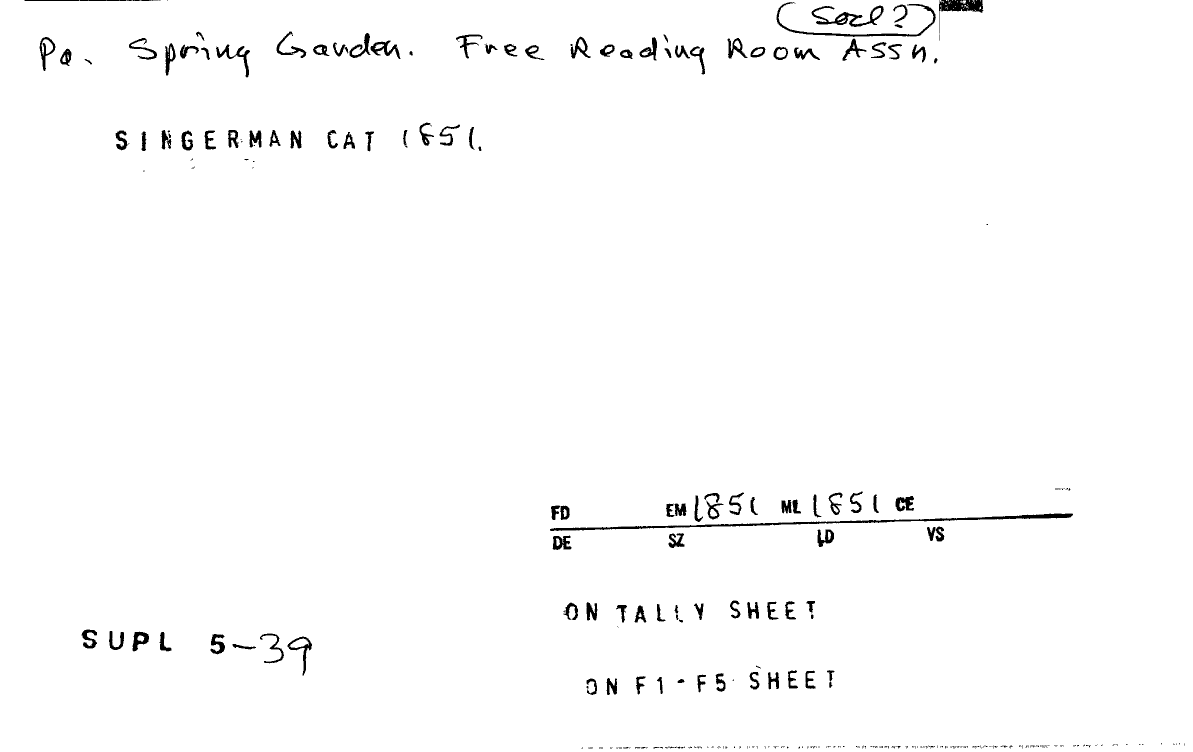 (Socl?)
Pa. Spring Garden. Free Reading Room Assn.
SINGERMAN CAT 1851.
FD EM 1851 ML 1851 CE
DE SZ LD VS
ON TALLY SHEET
SUPL 5-39
ON F1-F5 SHEET